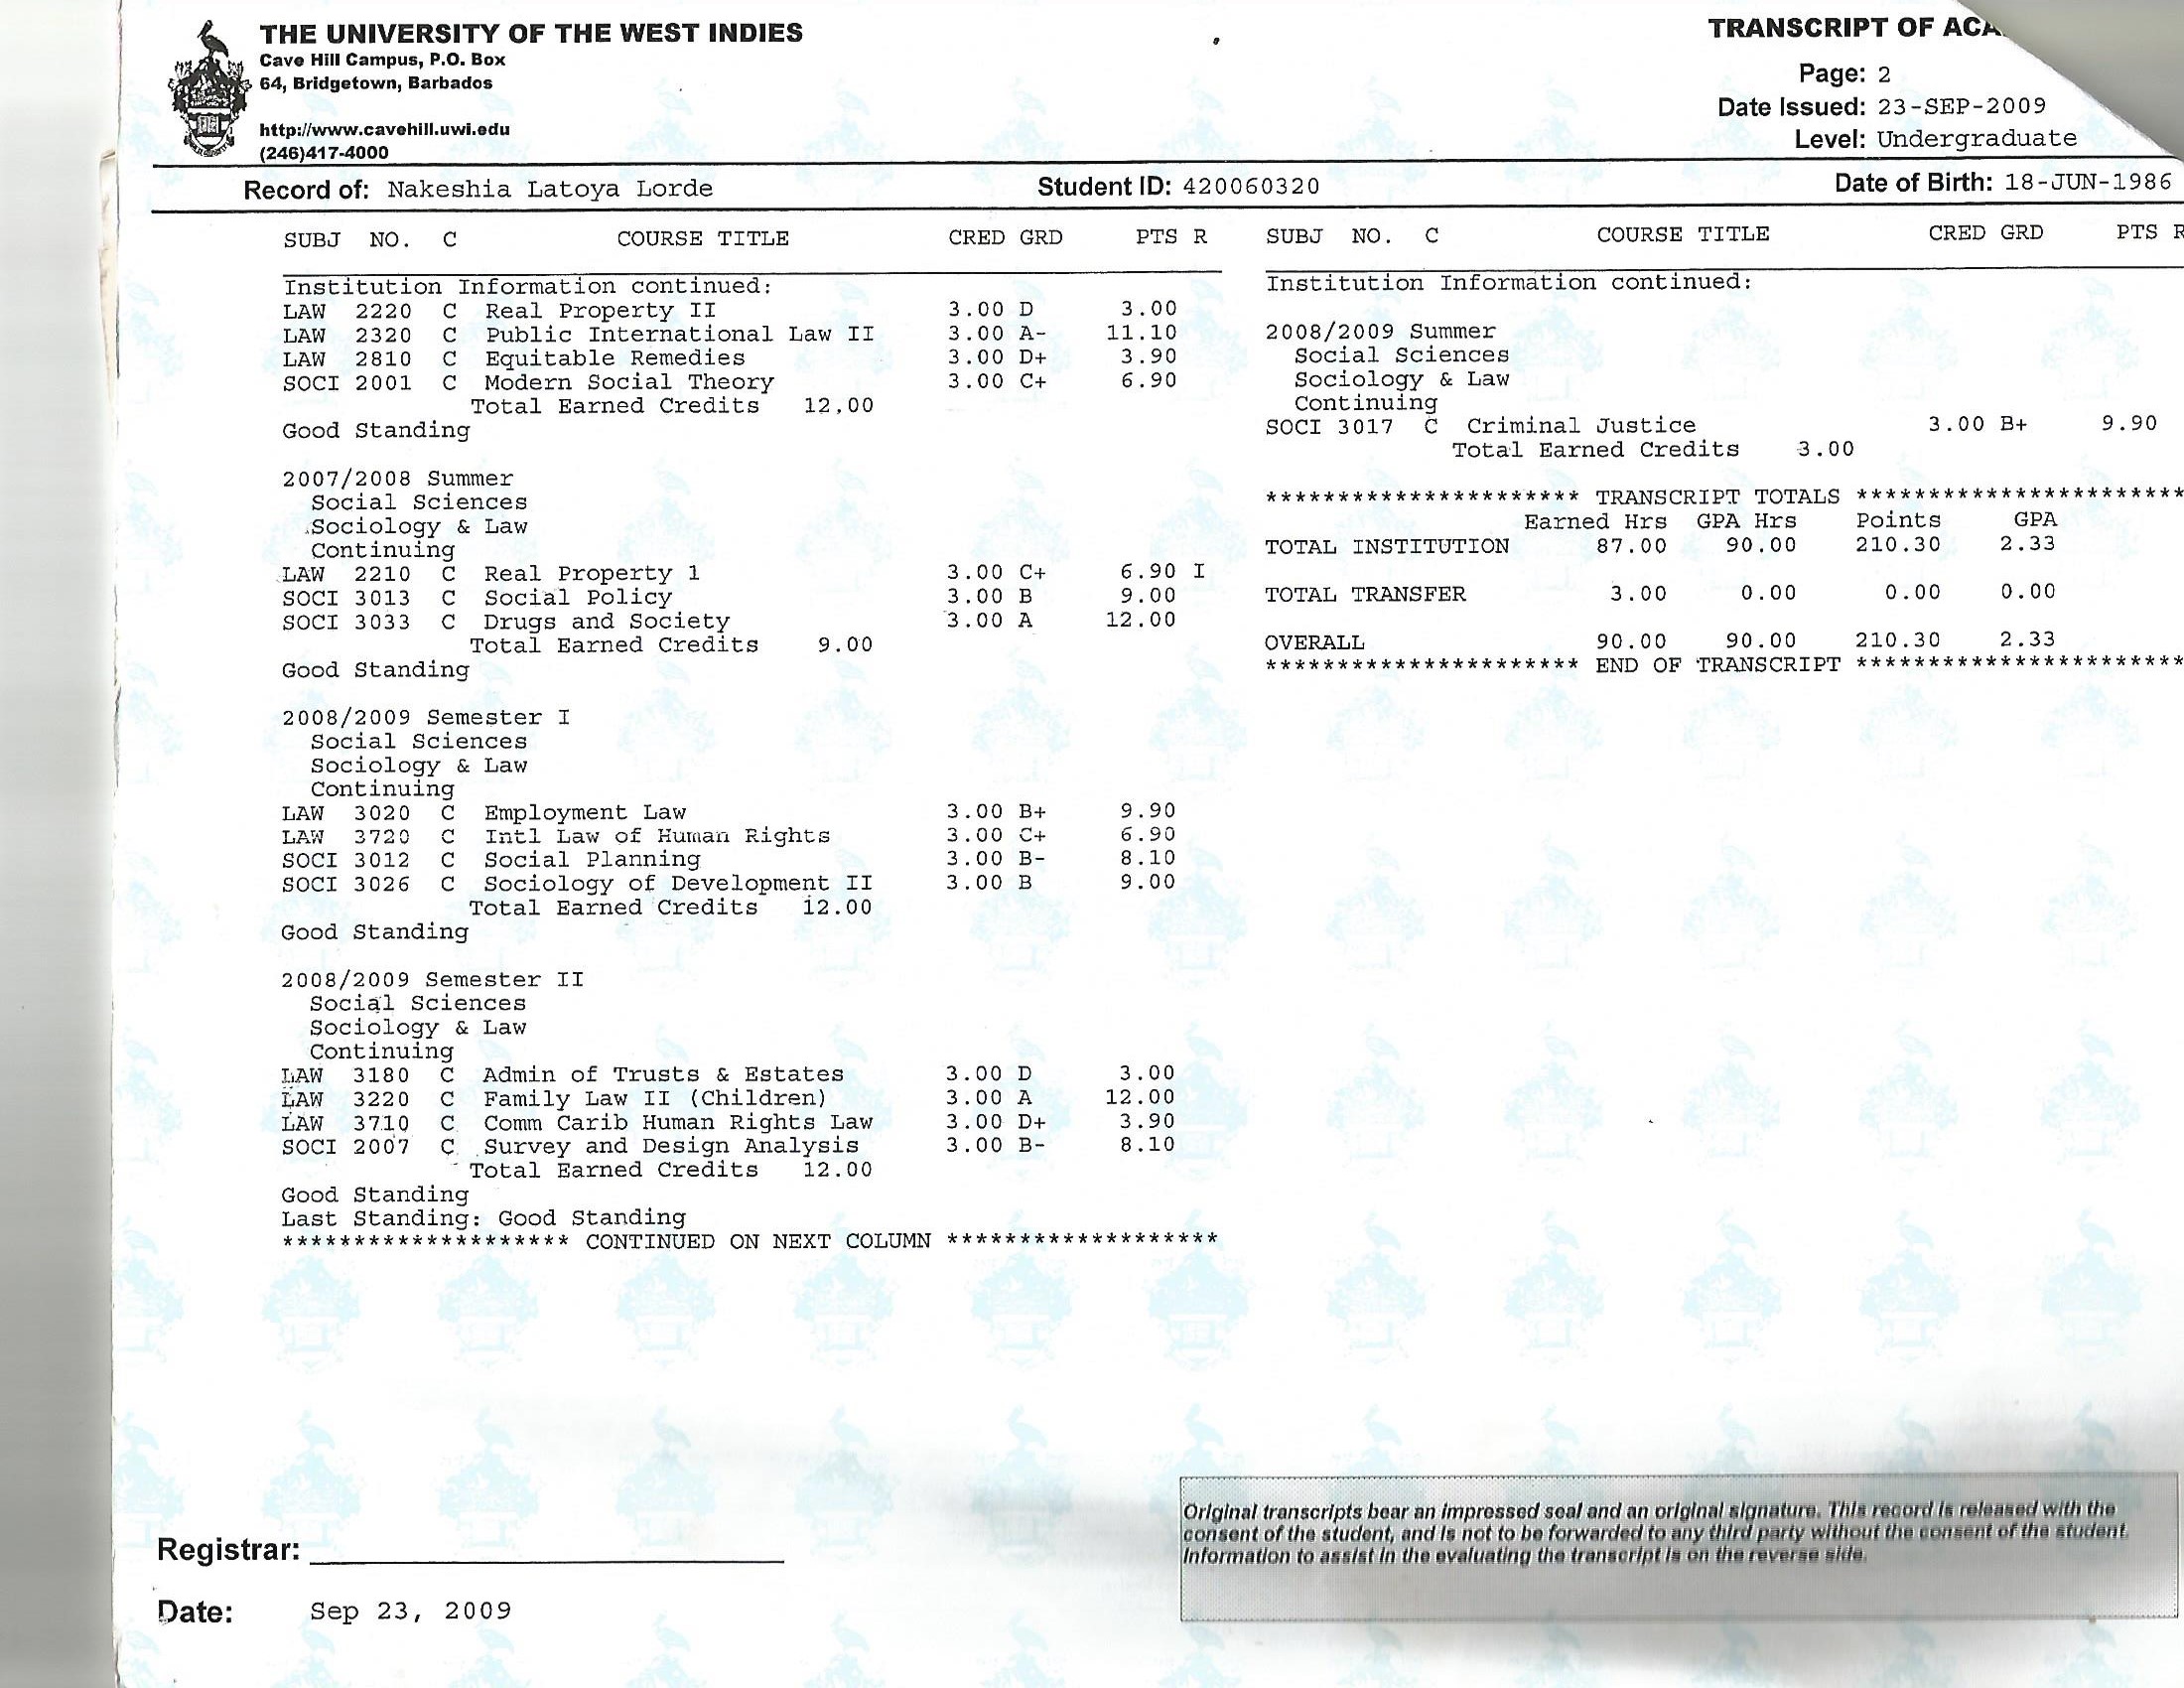 THE UNIVERSITY OF THE WEST INDIES
Cave Hill Campus, P.O. Box
64, Bridgetown, Barbados
http://www.cavehill.uwi.edu
(246)417-4000
TRANSCRIPT OF
Page: 2
Date Issued: 23-SEP-2009
Level: Undergraduate
Record of: Nakeshia Latoya Lorde Student ID: 420060320 Date of Birth: 18-JUN-1986
SUBJ NO. C COURSE TITLE CRED GRD PTS R
Institution Information continued:
LAW 2220 C Real Property II 3.00 D 3.00
LAW 2320 C Public International Law II 3.00 A- 11.10
LAW 2810 C Equitable Remedies 3.00 D+ 3.90
SOCI 2001 C Modern Social Theory 3.00 C+ 6.90
Total Earned Credits 12,00
Good Standing
2007/2008 Summer
Social Sciences
Sociology & Law
Continuing
LAW 2210 C Real Property 1 3.00 C+ 6.90 I
SOCI 3013 C Social Policy 3.00 B 9.00
SOCI 3033 C Drugs and Society 3.00 A 12.00
Total Earned Credits 9.00
Good Standing
2008/2009 Semester I
Social Sciences
Sociology & Law
Continuing
LAW 3020 C Employment Law 3.00 B+ 9.90
LAW 3720 C Intl Law of Human Rights 3.00 C+ 6.90
SOCI 3012 C Social Planning 3.00 B- 8.10
SOCI 3026 C Sociology of Development II 3.00 B 9.00
Total Earned Credits 12.00
Good Standing
2008/2009 Semester II
Social Sciences
Sociology & Law
Continuing
LAW 3180 C Admin of Trusts & Estates 3.00 D 3.00
LAW 3220 C Family Law II (Children) 3.00 A 12.00
LAW 3710 C Comm Carib Human Rights Law 3.00 D+ 3.90
SOCI 2007 C Survey and Design Analysis 3.00 B- 8.10
Total Earned Credits 12.00
Good Standing
Last Standing: Good Standing
******************** CONTINUED ON NEXT COLUMN *******************
SUBJ NO. C COURSE TITLE CRED GRD PTS R
Institution Information continued:
2008/2009 Summer
Social Sciences
Sociology & Law
Continuing
SOCI 3017 C Criminal Justice 3.00 B+ 9.90
Total Earned Credits 3.00
********************** TRANSCRIPT TOTALS ***********************
Earned Hrs GPA Hrs Points GPA
TOTAL INSTITUTION 87.00 90.00 210.30 2.33
TOTAL TRANSFER 3.00 0.00 0.00 0.00
OVERALL 90.00 90.00 210.30 2.33
********************** END OF TRANSCRIPT ***********************
Registrar:
Date: Sep 23, 2009
Original transcripts bear an impressed seal and an original signature. This record is released with the
consent of the student, and is not to be forwarded to any third party without the consent of the student.
Information to assist in the evaluating the transcript is on the reverse side.